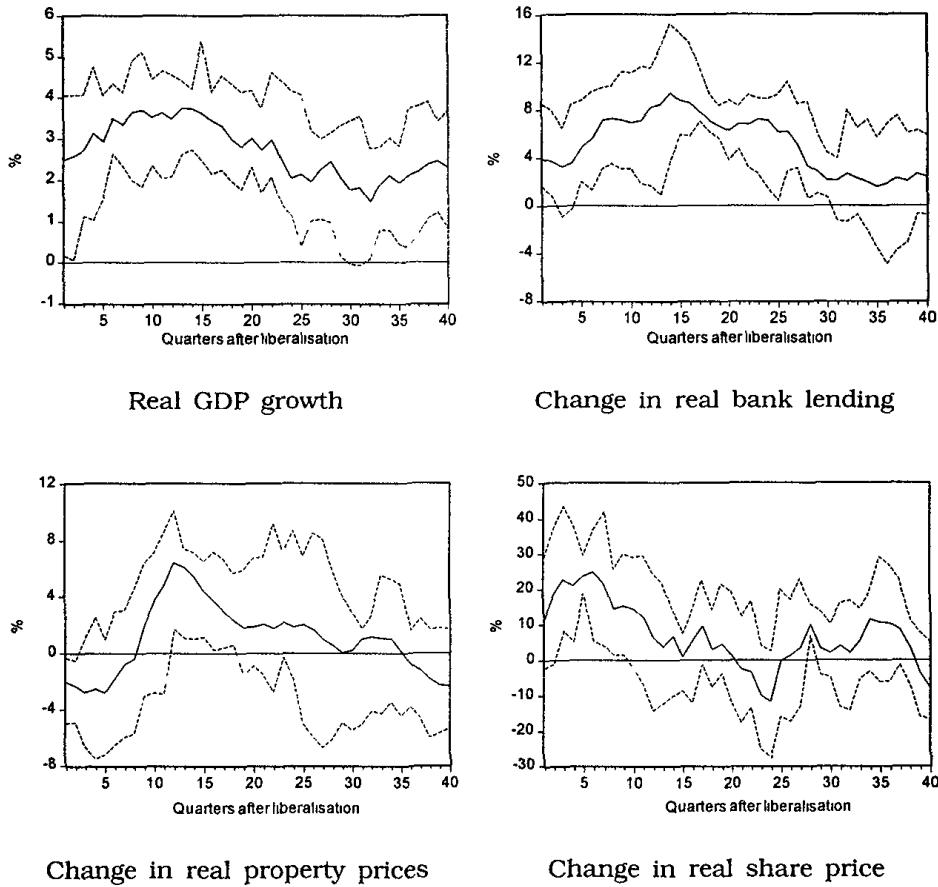 6
5
4
3
2
1
0
-1
%
5 10 15 20 25 30 35 40
Quarters after liberalisation
Real GDP growth
16
12
8
4
0
-4
-8
%
5 10 15 20 25 30 35 40
Quarters after liberalisation
Change in real bank lending
12
8
4
0
-4
-8
%
5 10 15 20 25 30 35 40
Quarters after liberalisation
Change in real property prices
50
40
30
20
10
0
-10
-20
-30
%
5 10 15 20 25 30 35 40
Quarters after liberalisation
Change in real share price